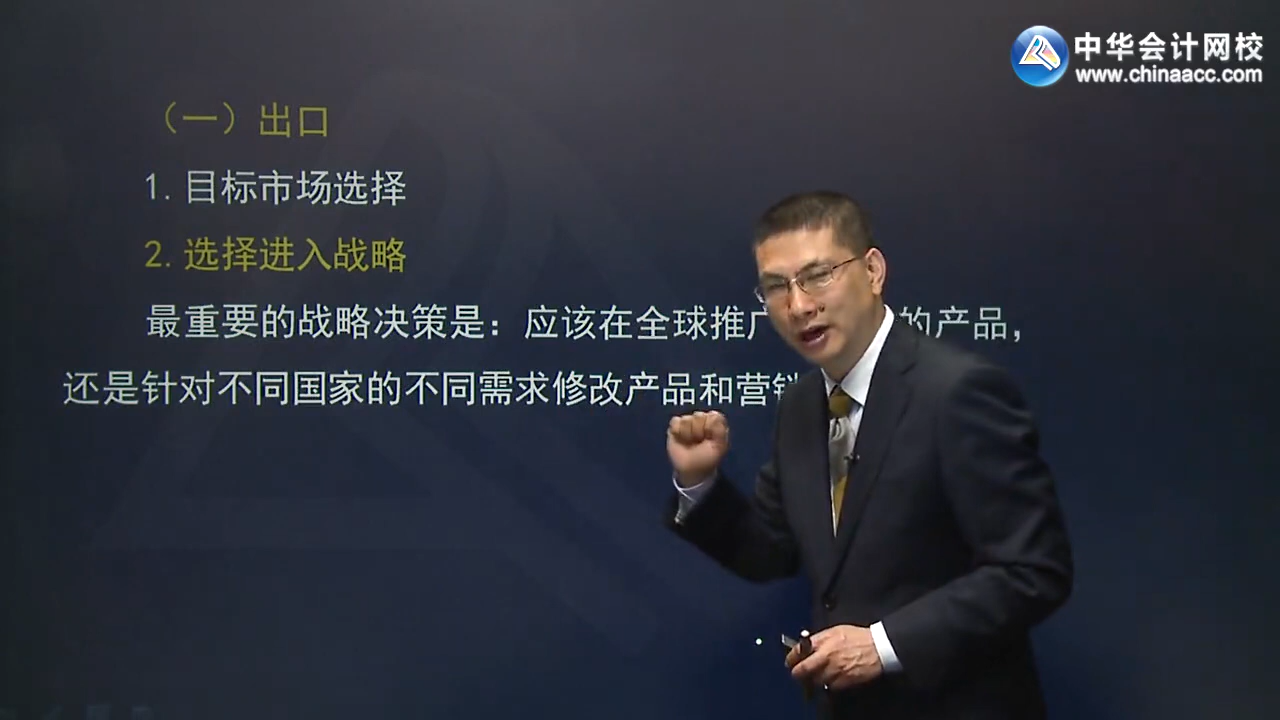 中华会计网校
www.chinaacc.com
（一）出口
1.目标市场选择
2.选择进入战略
最重要的战略决策是：应该在全球推广的产品，
还是针对不同国家的不同需求修改产品和营销